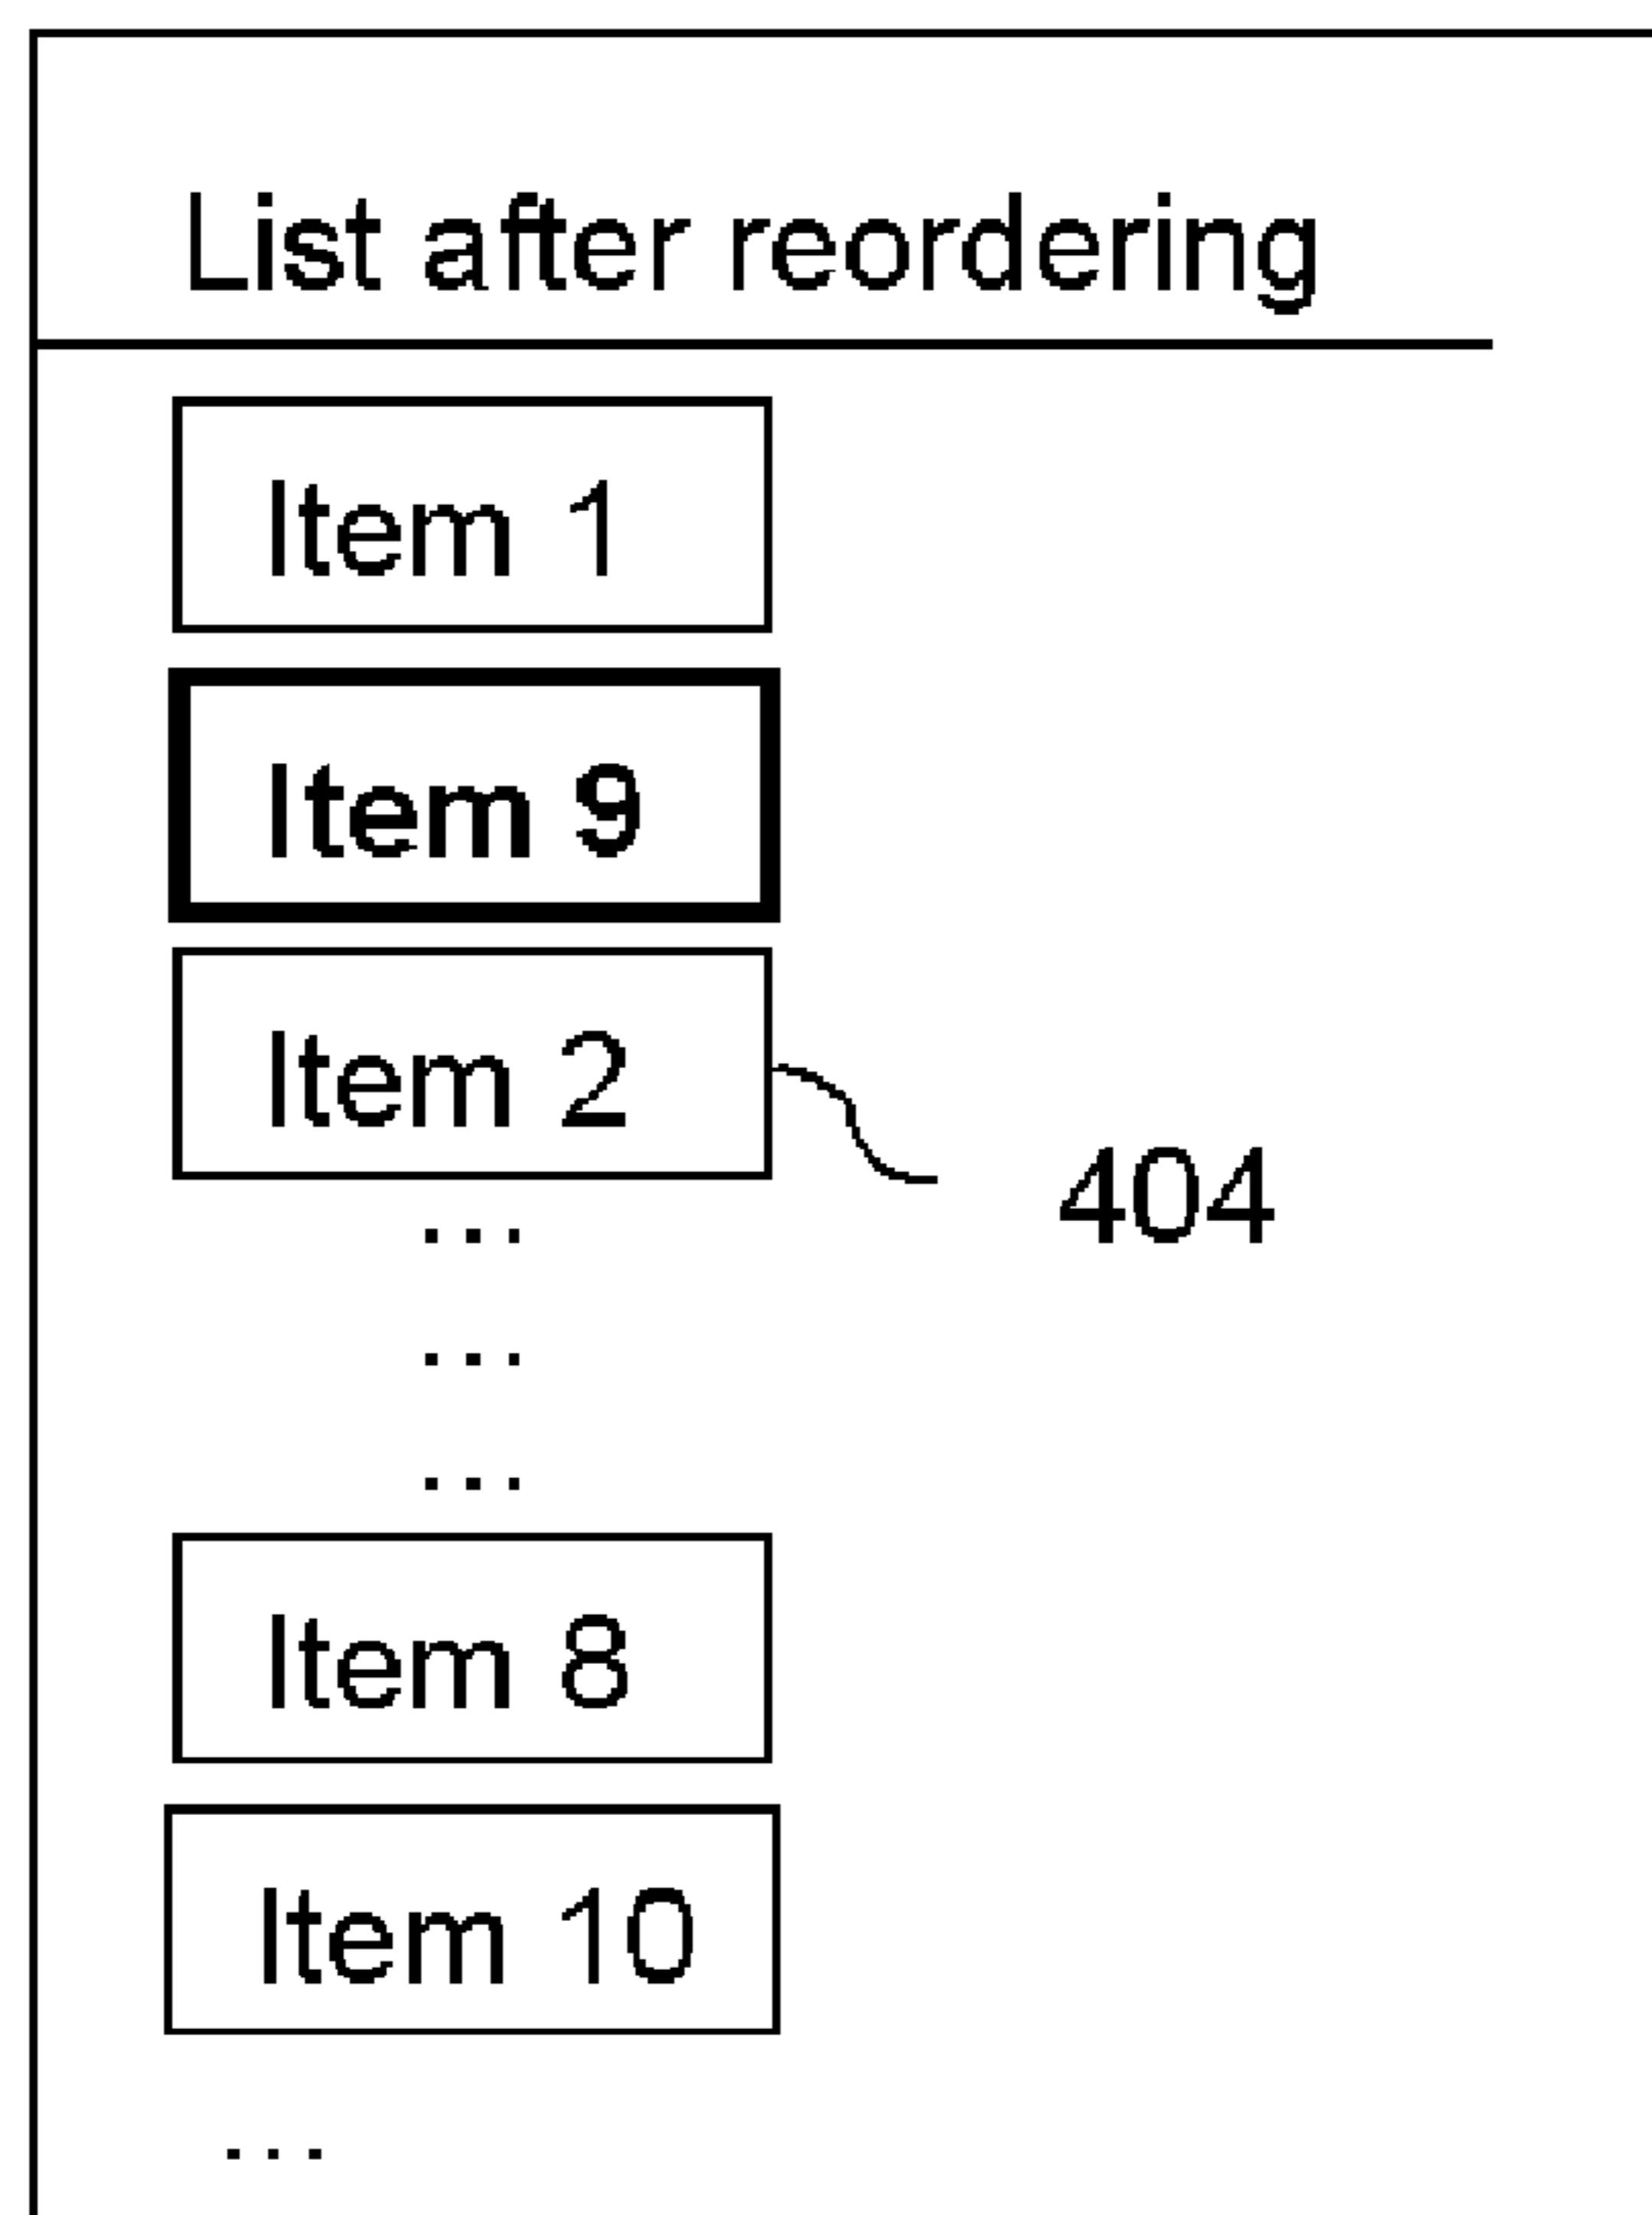 List after reordering
Item 1
Item 9
Item 2
404
...
...
...
Item 8
Item 10
...